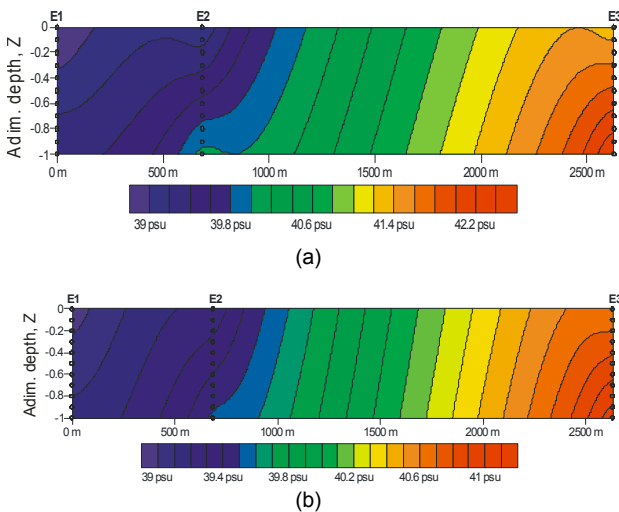 E1 E2 E3
Adim. depth, Z
0
-0.2
-0.4
-0.6
-0.8
-1
0 m 500 m 1000 m 1500 m 2000 m 2500 m
39 psu 39.8 psu 40.6 psu 41.4 psu 42.2 psu
(a)
E1 E2 E3
Adim. depth, Z
0
-0.2
-0.4
-0.6
-0.8
-1
0 m 500 m 1000 m 1500 m 2000 m 2500 m
39 psu 39.4 psu 39.8 psu 40.2 psu 40.6 psu 41 psu
(b)